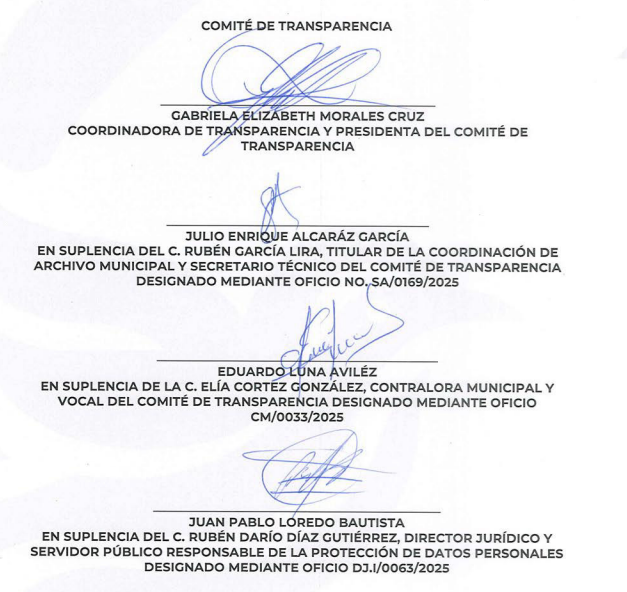 COMITÉ DE TRANSPARENCIA
GABRIELA ELIZABETH MORALES CRUZ
COORDINADORA DE TRANSPARENCIA Y PRESIDENTA DEL COMITÉ DE
TRANSPARENCIA
JULIO ENRIQUE ALCARÁZ GARCÍA
EN SUPLENCIA DEL C. RUBÉN GARCÍA LIRA, TITULAR DE LA COORDINACIÓN DE
ARCHIVO MUNICIPAL Y SECRETARIO TÉCNICO DEL COMITÉ DE TRANSPARENCIA
DESIGNADO MEDIANTE OFICIO NO. SA/0169/2025
EDUARDO LUNA AVILÉZ
EN SUPLENCIA DE LA C. ELÍA CORTEZ GONZÁLEZ, CONTRALORA MUNICIPAL Y
VOCAL DEL COMITÉ DE TRANSPARENCIA DESIGNADO MEDIANTE OFICIO
CM/0033/2025
JUAN PABLO LOREDO BAUTISTA
EN SUPLENCIA DEL C. RUBÉN DARÍO DÍAZ GUTIÉRREZ, DIRECTOR JURÍDICO Y
SERVIDOR PÚBLICO RESPONSABLE DE LA PROTECCIÓN DE DATOS PERSONALES
DESIGNADO MEDIANTE OFICIO DJ.I/0063/2025